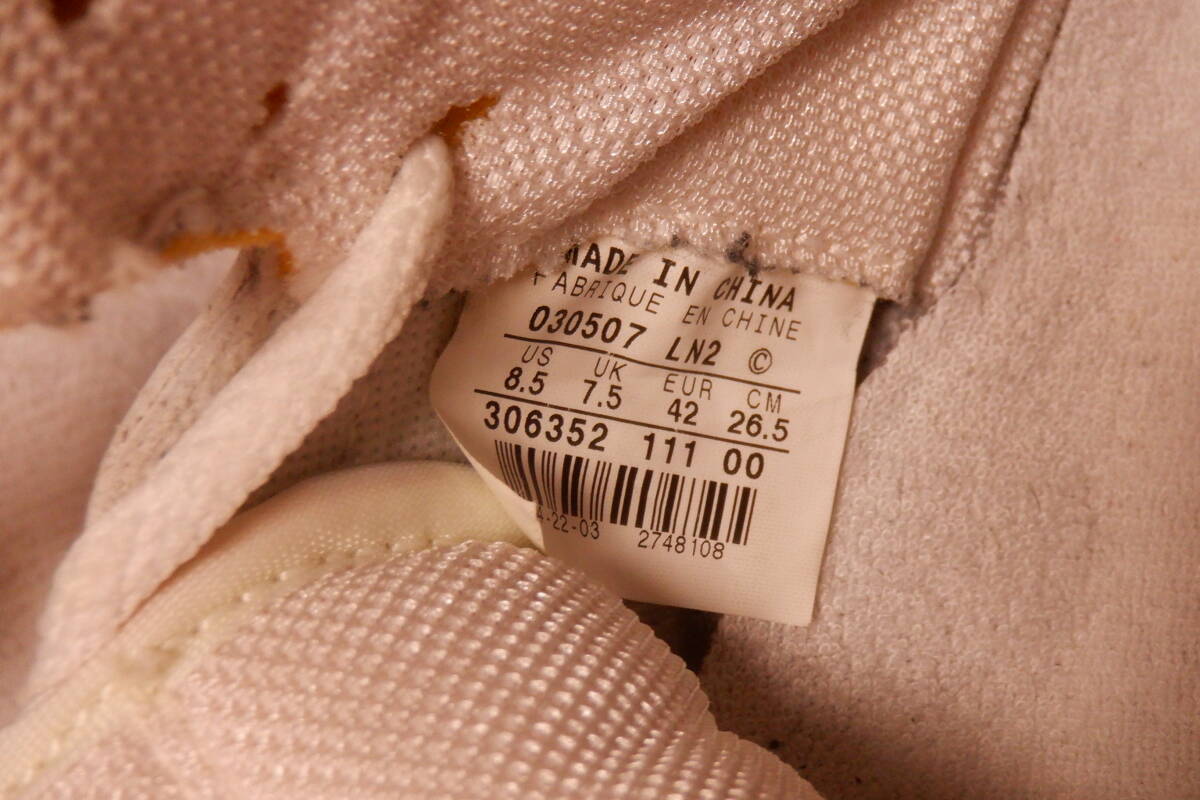 MADE IN CHINA
FABRIQUE EN CHINE
030507 LN2 ©
US UK EUR CM
8.5 7.5 42 26.5
306352 111 00
4-22-03 2748108